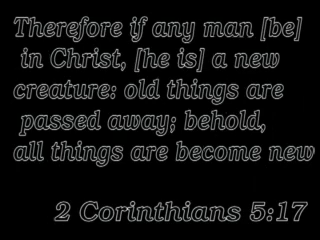 Therefore if any man [be]
in Christ, [he is] a new
creature: old things are
passed away; behold,
all things are become new
2 Corinthians 5:17